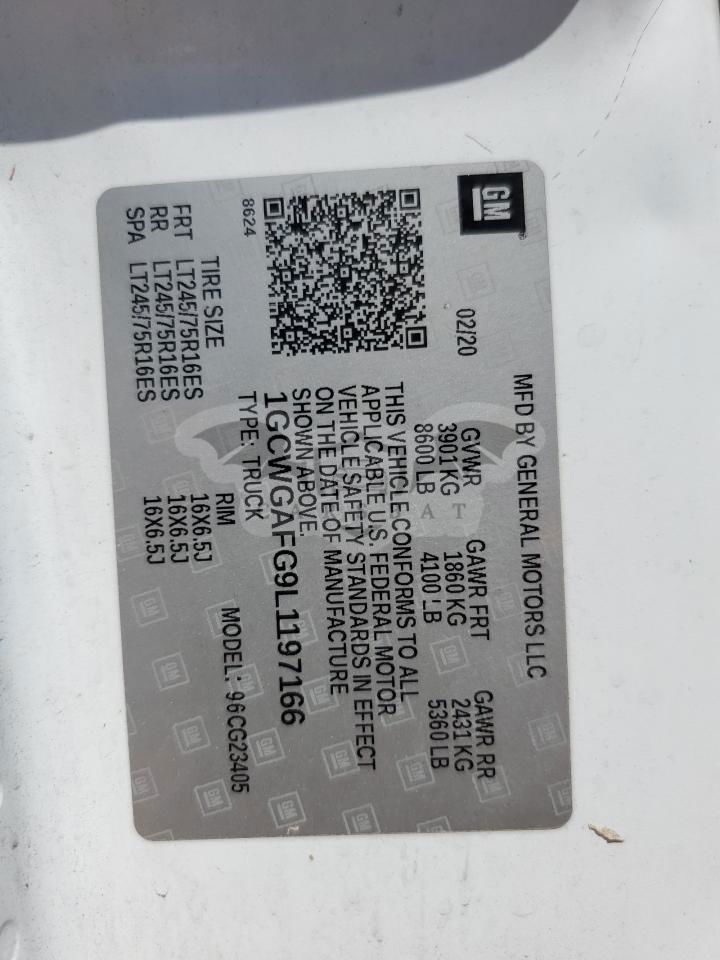 GM
MFD BY GENERAL MOTORS LLC
02/20 GVWR GAWR FRT GAWR RR
3901 KG 1860 KG 2431 KG
8600 LB 4100 LB 5360 LB
THIS VEHICLE CONFORMS TO ALL
APPLICABLE U.S. FEDERAL MOTOR
VEHICLE SAFETY STANDARDS IN EFFECT
ON THE DATE OF MANUFACTURE
SHOWN ABOVE.
1GCWGAFG9L1197166
8624 TYPE: TRUCK MODEL: 96CG23405
TIRE SIZE RIM
FRT LT245/75R16ES 16X6.5J
RR LT245/75R16ES 16X6.5J
SPA LT245/75R16ES 16X6.5J